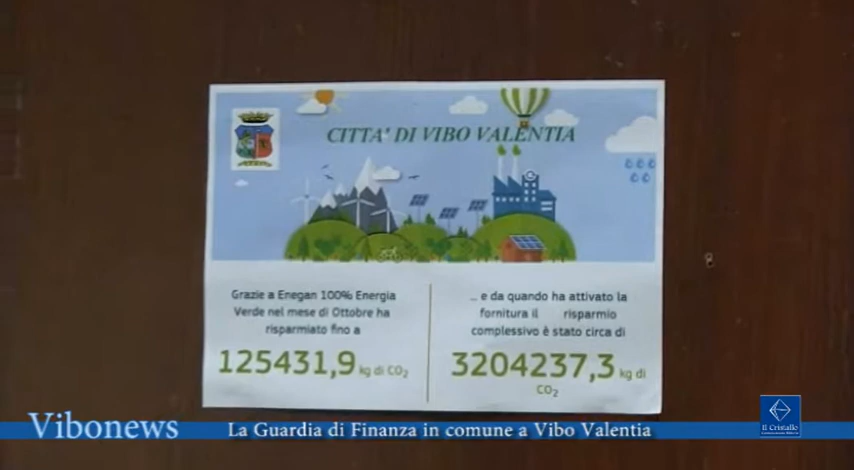 CITTA' DI VIBO VALENTIA
Grazie a Enegan 100% Energia
Verde nel mese di Ottobre ha
risparmiato fino a
125431,9 kg di CO₂
... e da quando ha attivato la
fornitura il risparmio
complessivo è stato circa di
3204237,3 kg di
CO₂
Vibonews
La Guardia di Finanza in comune a Vibo Valentia
Il Cristallo